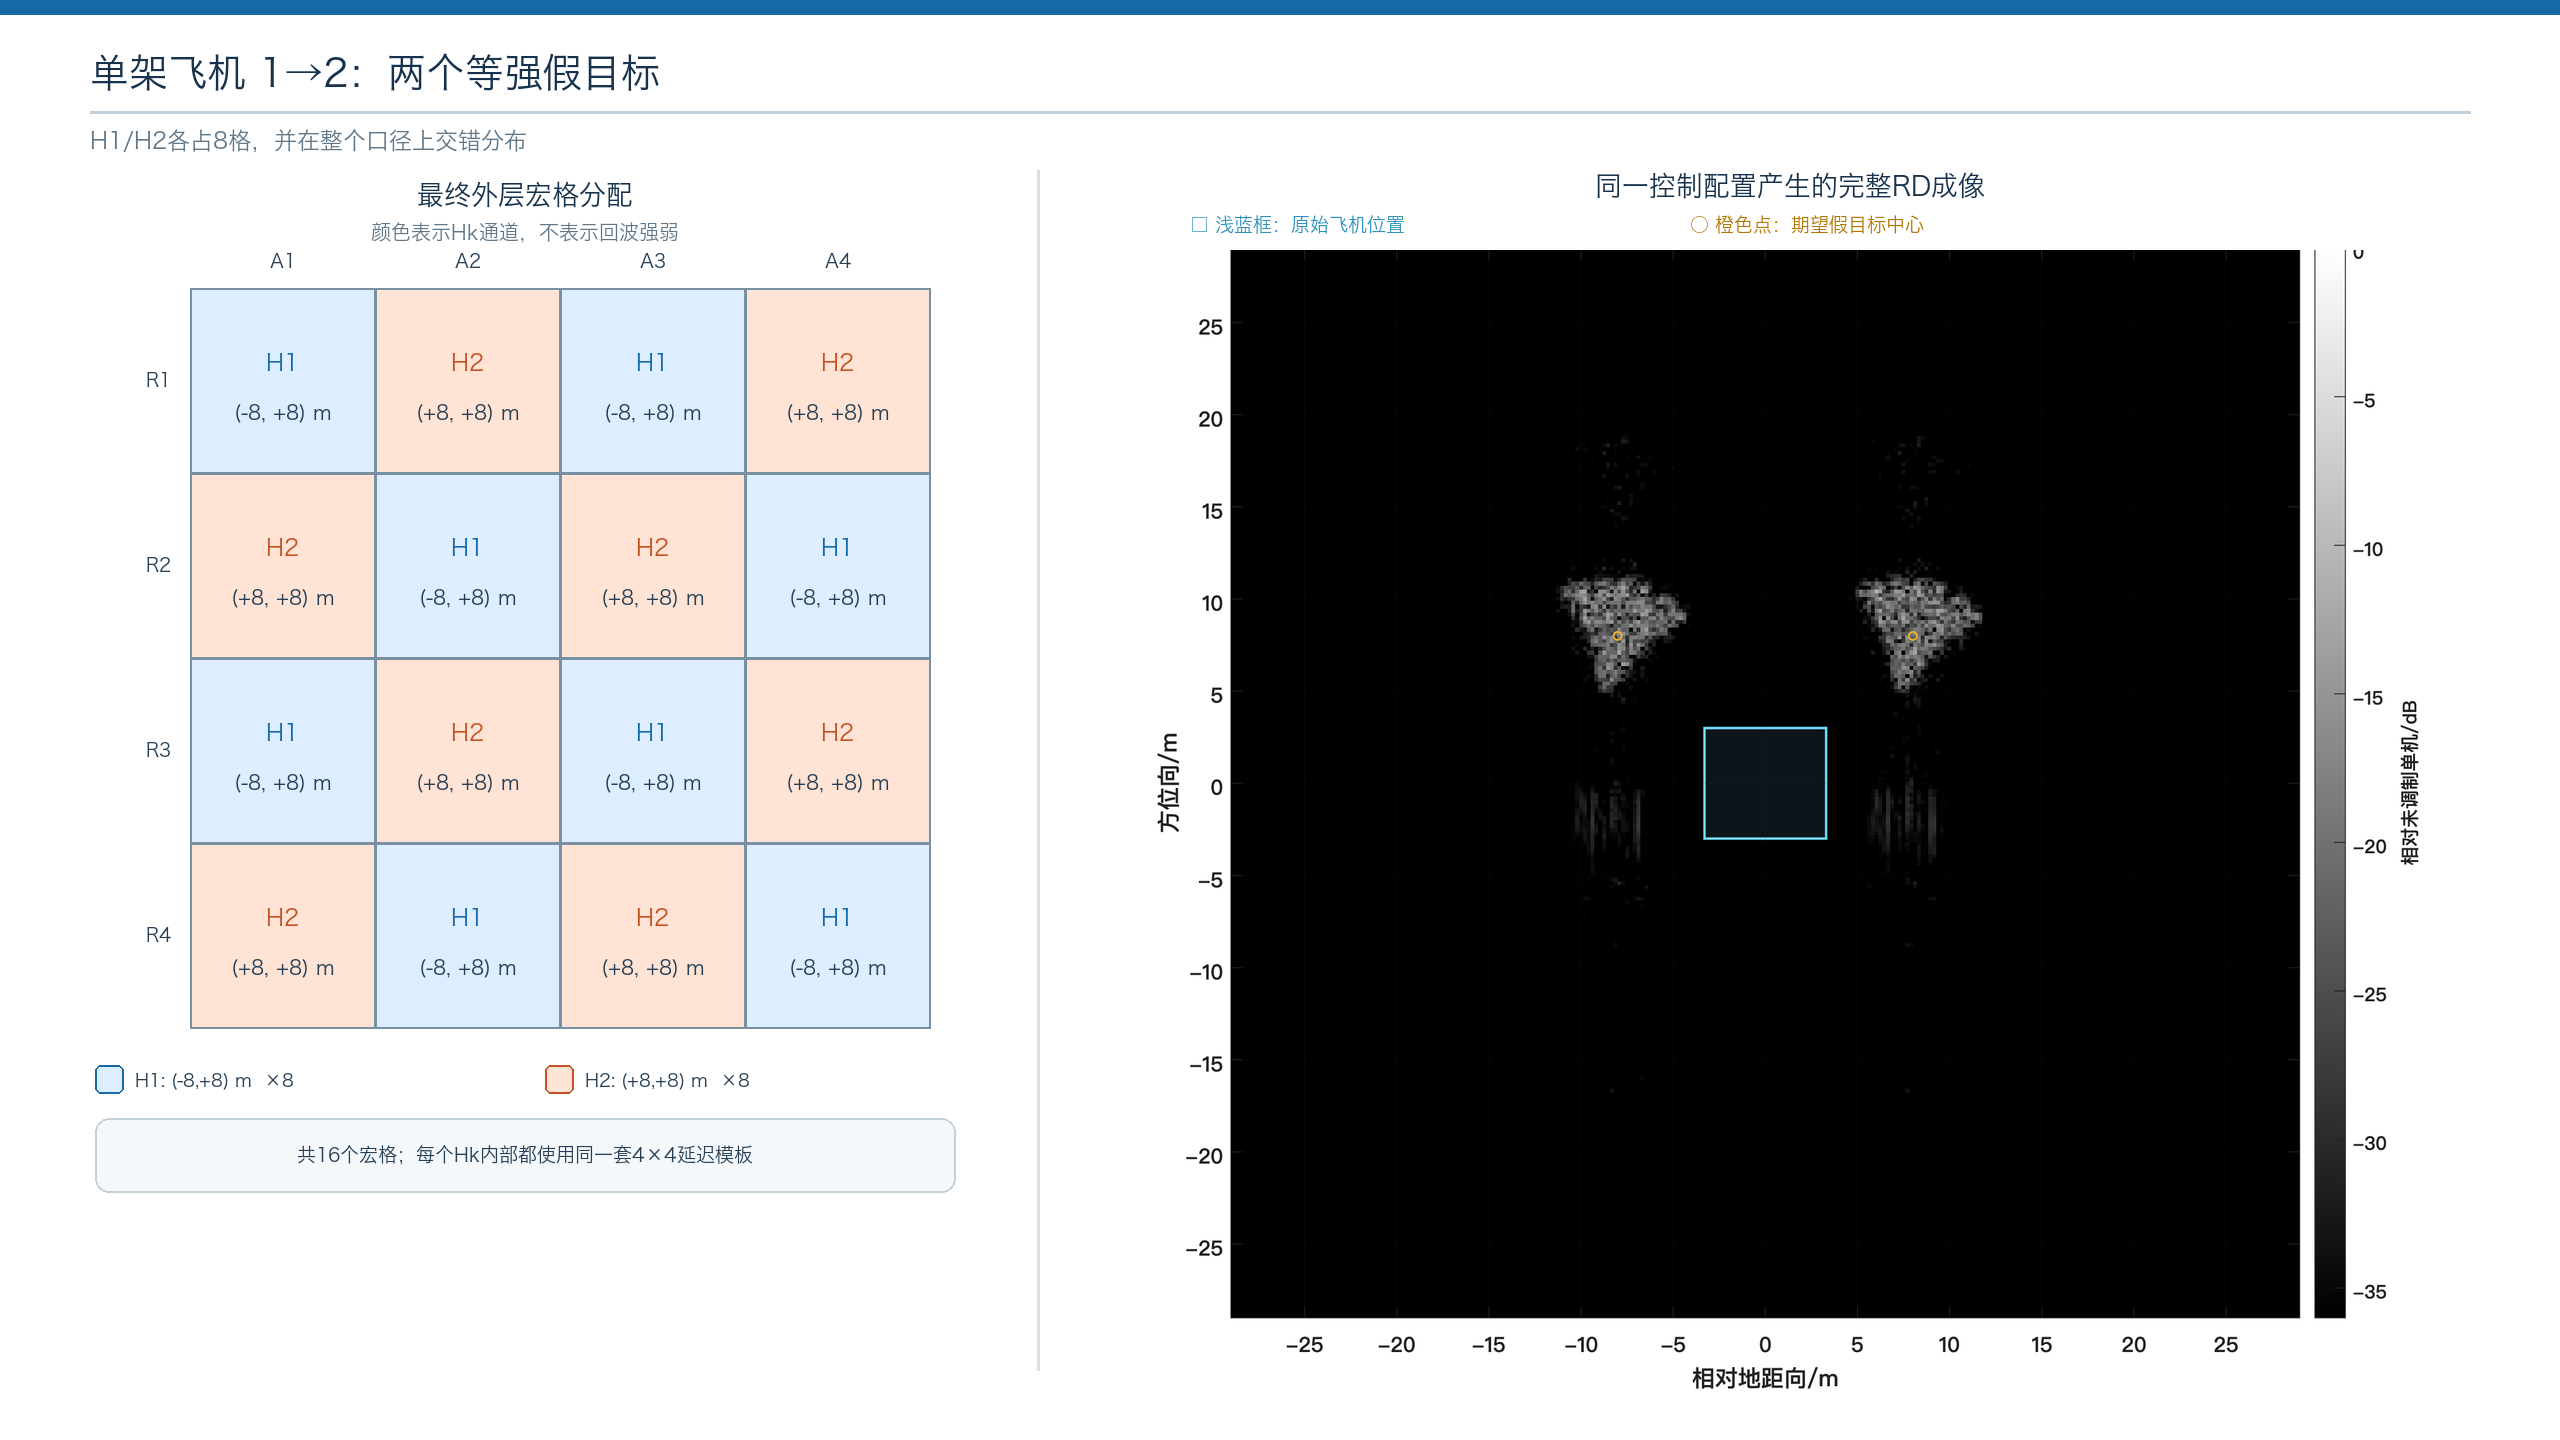 单架飞机 1→2：两个等强假目标
H1/H2各占8格，并在整个口径上交错分布
最终外层宏格分配
颜色表示Hk通道，不表示回波强弱
A1 A2 A3 A4
R1
H1 H2 H1 H2
(-8, +8) m (+8, +8) m (-8, +8) m (+8, +8) m
R2
H2 H1 H2 H1
(+8, +8) m (-8, +8) m (+8, +8) m (-8, +8) m
R3
H1 H2 H1 H2
(-8, +8) m (+8, +8) m (-8, +8) m (+8, +8) m
R4
H2 H1 H2 H1
(+8, +8) m (-8, +8) m (+8, +8) m (-8, +8) m
H1: (-8,+8) m ×8 H2: (+8,+8) m ×8
共16个宏格；每个Hk内部都使用同一套4×4延迟模板
同一控制配置产生的完整RD成像
□ 浅蓝框：原始飞机位置 ○ 橙色点：期望假目标中心
方位向/m
25
20
15
10
5
0
−5
−10
−15
−20
−25
−25 −20 −15 −10 −5 0 5 10 15 20 25
相对地距向/m
0
−5
−10
−15
−20
−25
−30
−35
相对未调制单机/dB